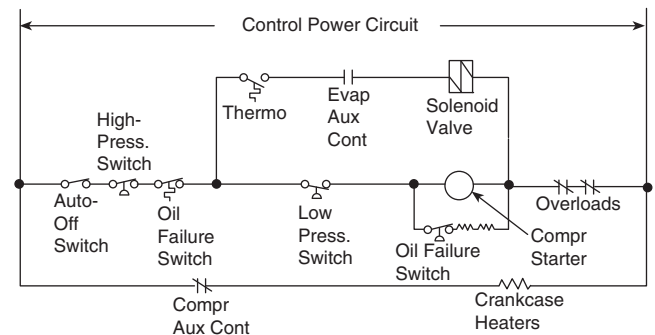 Control Power Circuit
Thermo
Evap
Aux
Cont
Solenoid
Valve
High-
Press.
Switch
Auto-
Off
Switch
Oil
Failure
Switch
Low
Press.
Switch
Oil Failure
Switch
Compr
Starter
Overloads
Compr
Aux Cont
Crankcase
Heaters